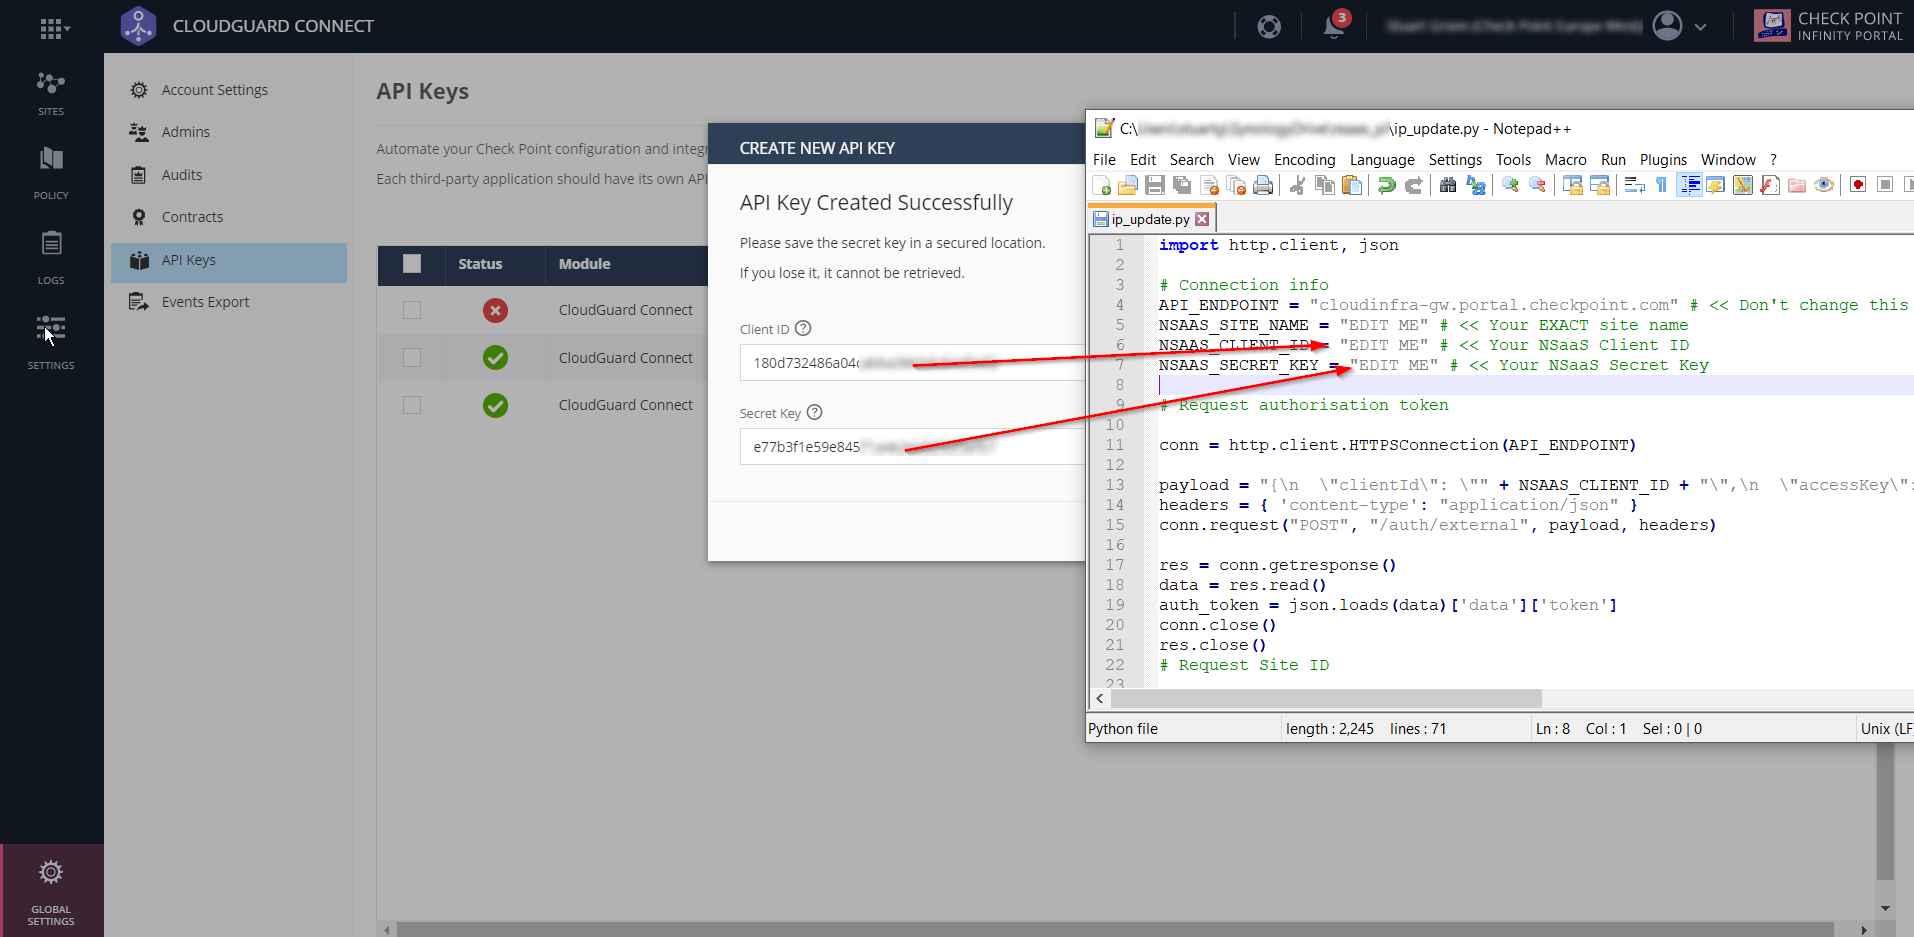 CLOUDGUARD CONNECT
3
CHECK POINT
INFINITY PORTAL
SITES
POLICY
LOGS
SETTINGS
GLOBAL
SETTINGS
Account Settings
Admins
Audits
Contracts
API Keys
Events Export
API Keys
Automate your Check Point configuration and integr
Each third-party application should have its own API
Status
Module
CloudGuard Connect
CloudGuard Connect
CloudGuard Connect
CREATE NEW API KEY
API Key Created Successfully
Please save the secret key in a secured location.
If you lose it, it cannot be retrieved.
Client ID ?
180d732486a04
Secret Key ?
e77b3f1e59e845
C:\ \ip_update.py - Notepad++
File Edit Search View Encoding Language Settings Tools Macro Run Plugins Window ?
ip_update.py
1 import http.client, json
2
3 # Connection info
4 API_ENDPOINT = "cloudinfra-gw.portal.checkpoint.com" # << Don't change this
5 NSAAS_SITE_NAME = "EDIT ME" # << Your EXACT site name
6 NSAAS_CLIENT_ID = "EDIT ME" # << Your NSaaS Client ID
7 NSAAS_SECRET_KEY = "EDIT ME" # << Your NSaaS Secret Key
8
9 # Request authorisation token
10
11 conn = http.client.HTTPSConnection(API_ENDPOINT)
12
13 payload = "{\n  \"clientId\": \"" + NSAAS_CLIENT_ID + "\",\n  \"accessKey\":
14 headers = { 'content-type': "application/json" }
15 conn.request("POST", "/auth/external", payload, headers)
16
17 res = conn.getresponse()
18 data = res.read()
19 auth_token = json.loads(data)['data']['token']
20 conn.close()
21 res.close()
22 # Request Site ID
23
Python file length : 2,245 lines : 71 Ln : 8 Col : 1 Sel : 0 | 0 Unix (LF